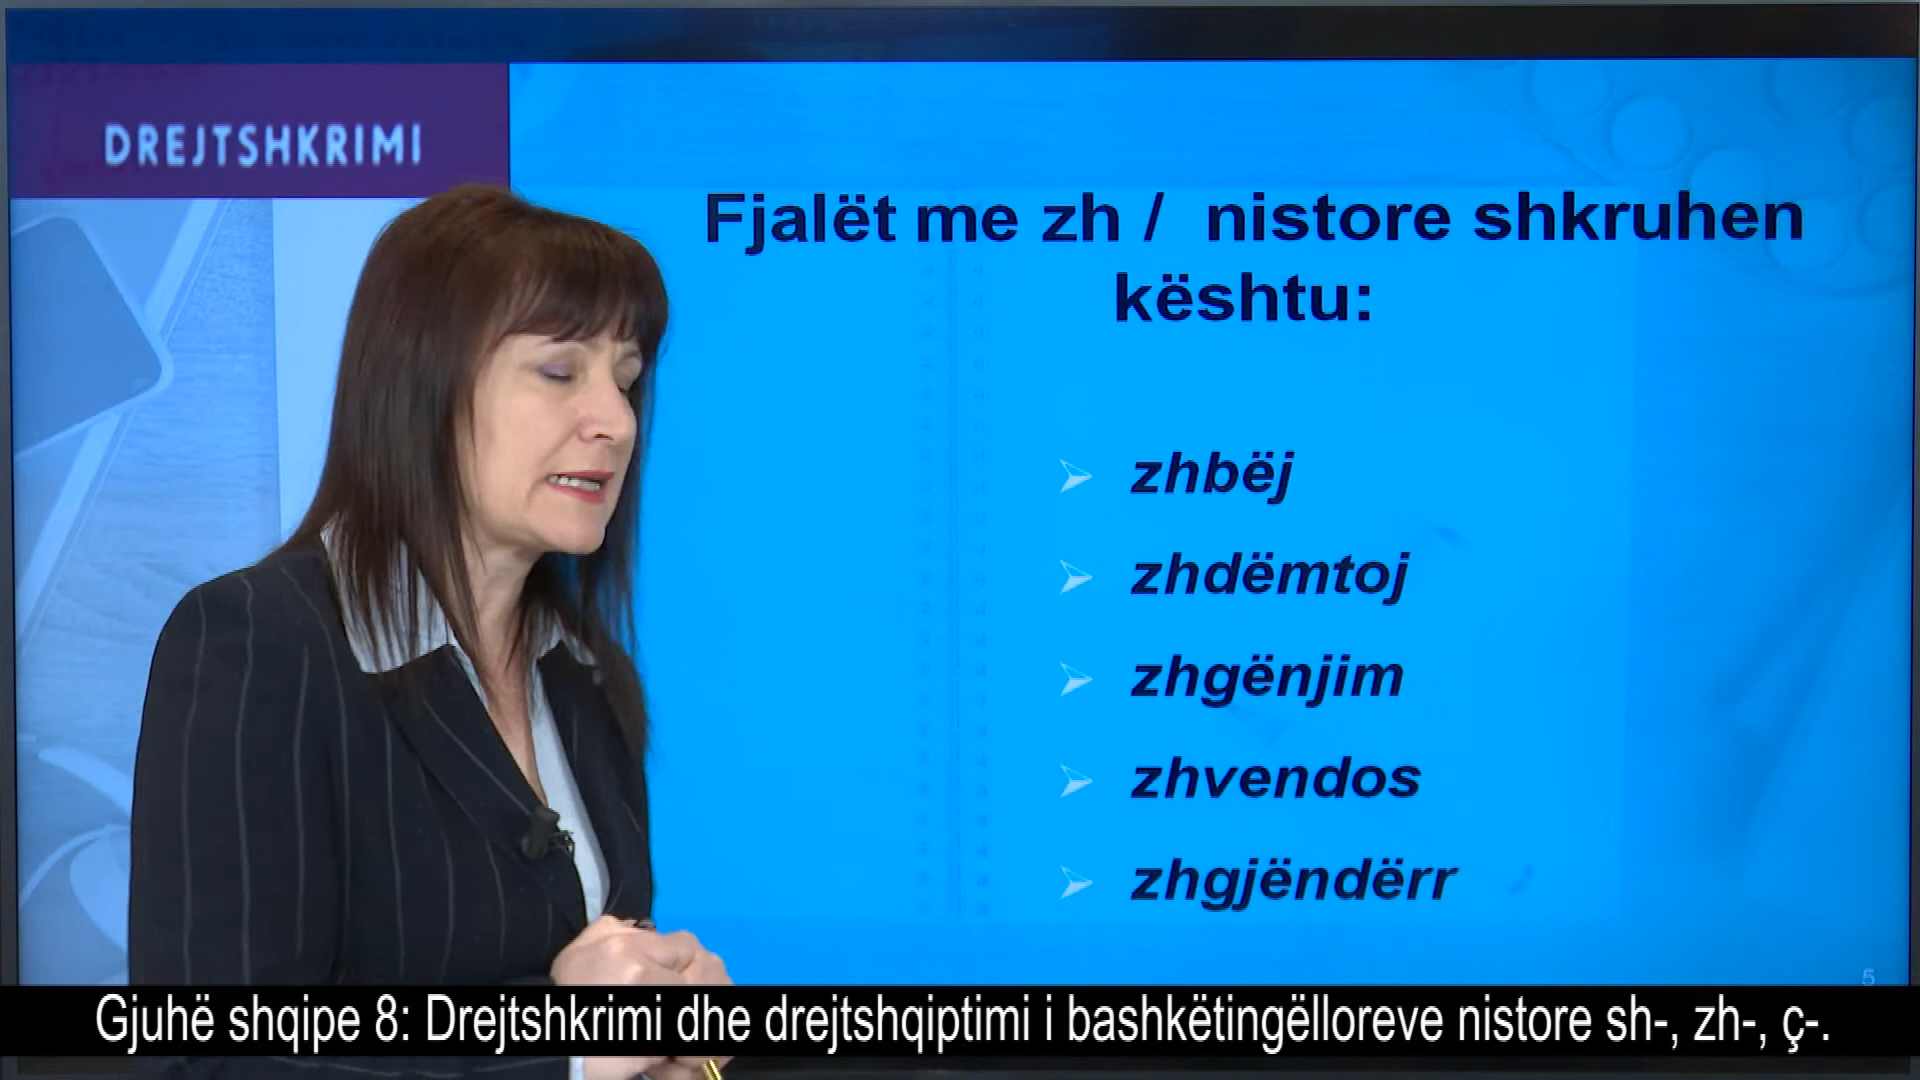 DREJTSHKRIMI
Fjalët me zh / nistore shkruhen
kështu:
zhbëj
zhdëmtoj
zhgënjim
zhvendos
zhgjëndërr
5
Gjuhë shqipe 8: Drejtshkrimi dhe drejtshqiptimi i bashkëtingëlloreve nistore sh-, zh-, ç-.